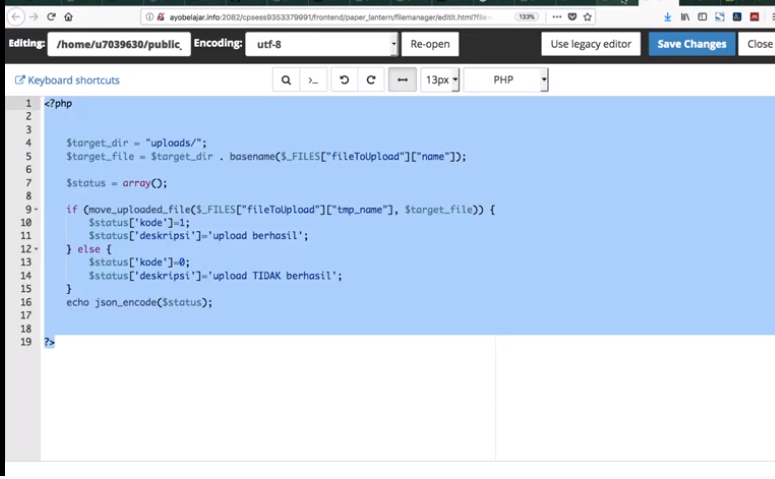 ayobelajar.info:2082/cpsess9353379991/frontend/paper_lantern/filemanager/editit.html?file=
133%
Editing: /home/u7039630/public_ Encoding: utf-8 Re-open Use legacy editor Save Changes Close
Keyboard shortcuts 13px PHP
1 <?php
2
3
4 $target_dir = "uploads/";
5 $target_file = $target_dir . basename($_FILES["fileToUpload"]["name"]);
6
7 $status = array();
8
9 if (move_uploaded_file($_FILES["fileToUpload"]["tmp_name"], $target_file)) {
10 $status['kode']=1;
11 $status['deskripsi']='upload berhasil';
12 } else {
13 $status['kode']=0;
14 $status['deskripsi']='upload TIDAK berhasil';
15 }
16 echo json_encode($status);
17
18
19 ?>